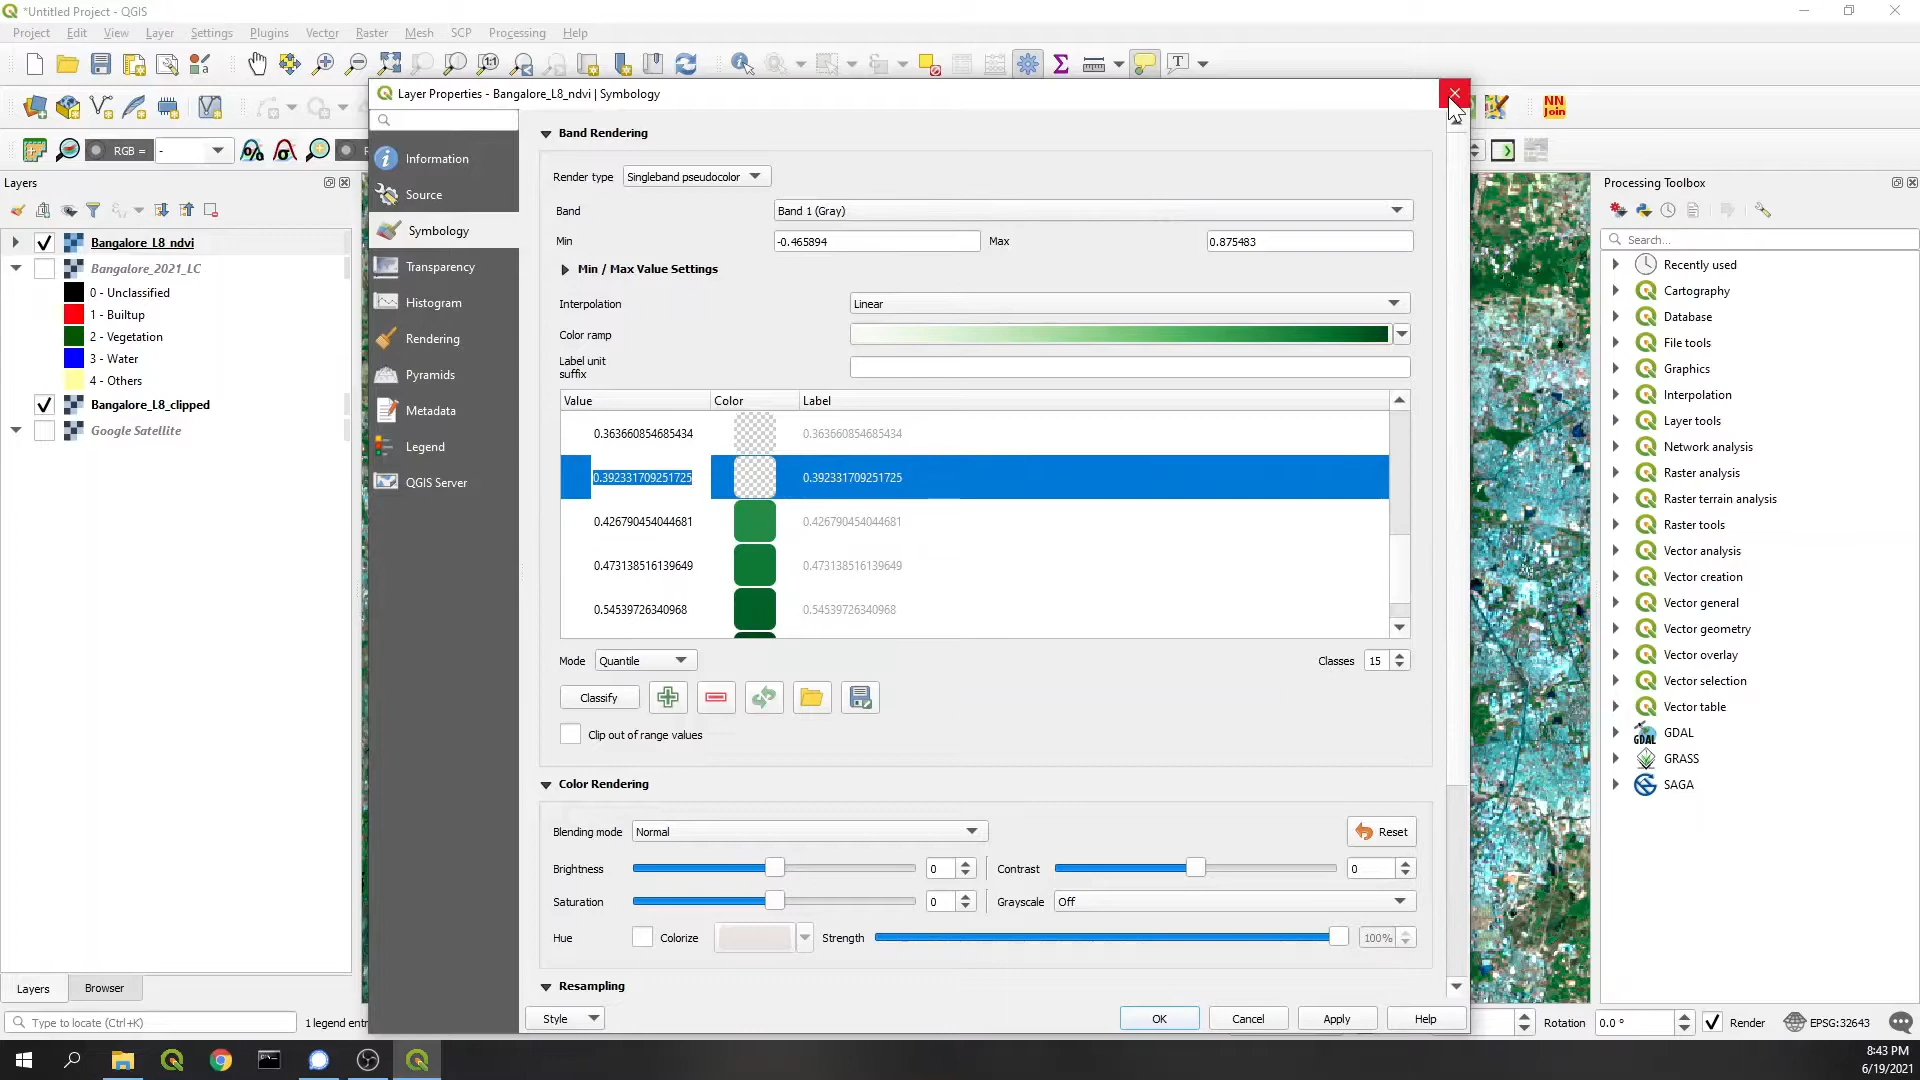 *Untitled Project - QGIS
Project Edit View Layer Settings Plugins Vector Raster Mesh SCP Processing Help
Layer Properties - Bangalore_L8_ndvi | Symbology
NN
Join
RGB = -
Layers
Bangalore_L8_ndvi
Bangalore_2021_LC
0 - Unclassified
1 - Builtup
2 - Vegetation
3 - Water
4 - Others
Bangalore_L8_clipped
Google Satellite
Layers Browser
Type to locate (Ctrl+K)
1 legend entr
Information
Source
Symbology
Transparency
Histogram
Rendering
Pyramids
Metadata
Legend
QGIS Server
Band Rendering
Render type Singleband pseudocolor
Band Band 1 (Gray)
Min -0.465894 Max 0.875483
Min / Max Value Settings
Interpolation Linear
Color ramp
Label unit
suffix
Value Color Label
0.363660854685434 0.363660854685434
0.392331709251725 0.392331709251725
0.426790454044681 0.426790454044681
0.473138516139649 0.473138516139649
0.54539726340968 0.54539726340968
Mode Quantile Classes 15
Classify
Clip out of range values
Color Rendering
Blending mode Normal Reset
Brightness 0 Contrast 0
Saturation 0 Grayscale Off
Hue Colorize Strength 100%
Resampling
Style OK Cancel Apply Help
Processing Toolbox
Search...
Recently used
Cartography
Database
File tools
Graphics
Interpolation
Layer tools
Network analysis
Raster analysis
Raster terrain analysis
Raster tools
Vector analysis
Vector creation
Vector general
Vector geometry
Vector overlay
Vector selection
Vector table
GDAL GDAL
GRASS
SAGA
Rotation 0.0 ° Render EPSG:32643
8:43 PM
6/19/2021